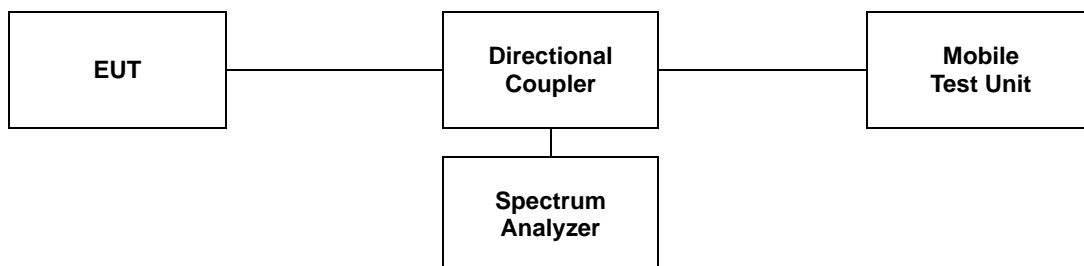 EUT
Directional
Coupler
Mobile
Test Unit
Spectrum
Analyzer